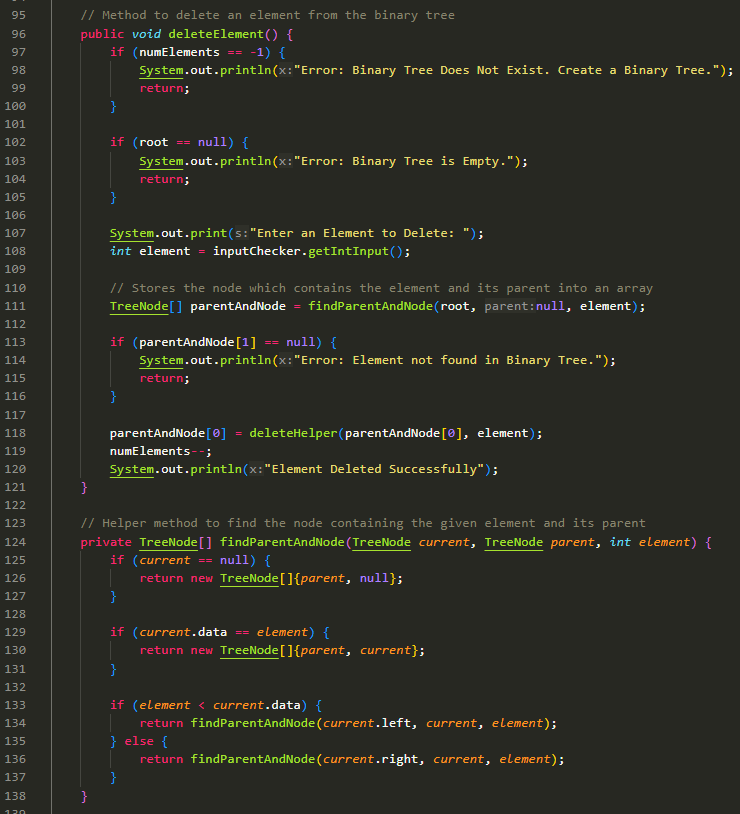 95 // Method to delete an element from the binary tree
96 public void deleteElement() {
97 if (numElements == -1) {
98 System.out.println(x:"Error: Binary Tree Does Not Exist. Create a Binary Tree.");
99 return;
100 }
101
102 if (root == null) {
103 System.out.println(x:"Error: Binary Tree is Empty.");
104 return;
105 }
106
107 System.out.print(s:"Enter an Element to Delete: ");
108 int element = inputChecker.getIntInput();
109
110 // Stores the node which contains the element and its parent into an array
111 TreeNode[] parentAndNode = findParentAndNode(root, parent:null, element);
112
113 if (parentAndNode[1] == null) {
114 System.out.println(x:"Error: Element not found in Binary Tree.");
115 return;
116 }
117
118 parentAndNode[0] = deleteHelper(parentAndNode[0], element);
119 numElements--;
120 System.out.println(x:"Element Deleted Successfully");
121 }
122
123 // Helper method to find the node containing the given element and its parent
124 private TreeNode[] findParentAndNode(TreeNode current, TreeNode parent, int element) {
125 if (current == null) {
126 return new TreeNode[]{parent, null};
127 }
128
129 if (current.data == element) {
130 return new TreeNode[]{parent, current};
131 }
132
133 if (element < current.data) {
134 return findParentAndNode(current.left, current, element);
135 } else {
136 return findParentAndNode(current.right, current, element);
137 }
138 }